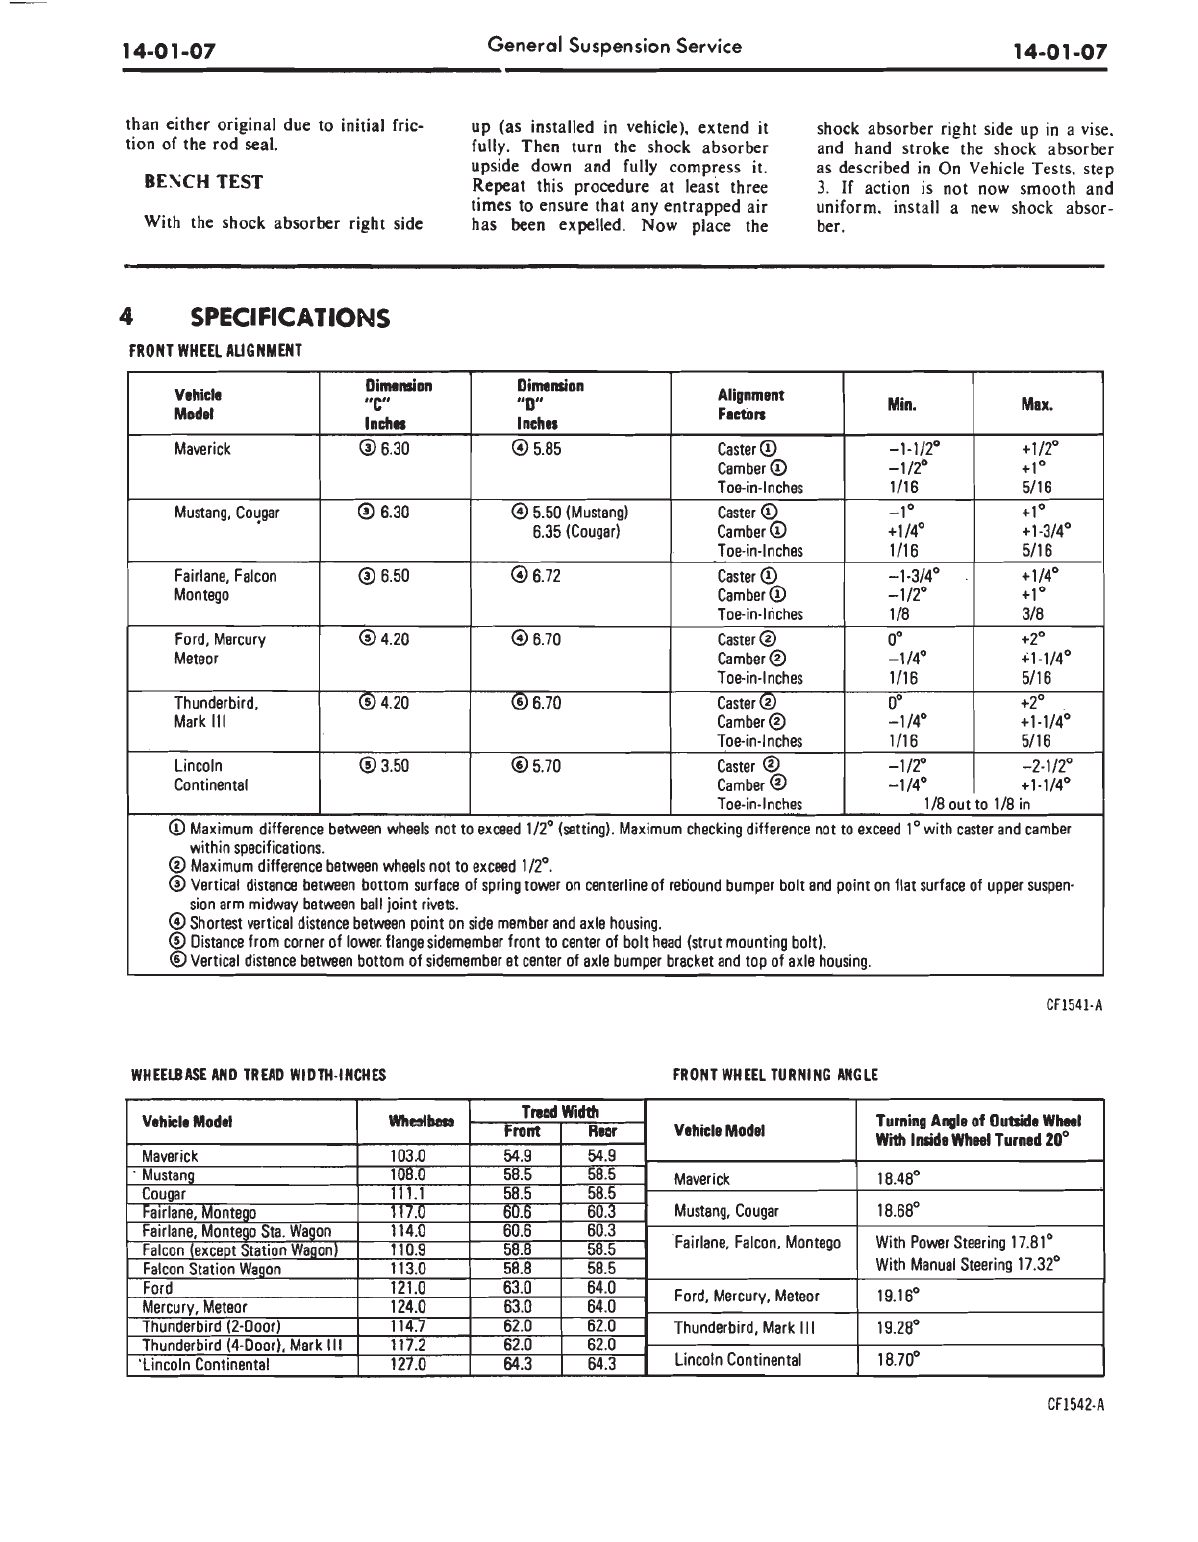 14-01-07 General Suspension Service 14-01-07
than either original due to initial fric-
tion of the rod seal.
BENCH TEST
With the shock absorber right side
up (as installed in vehicle), extend it
fully. Then turn the shock absorber
upside down and fully compress it.
Repeat this procedure at least three
times to ensure that any entrapped air
has been expelled. Now place the
shock absorber right side up in a vise,
and hand stroke the shock absorber
as described in On Vehicle Tests, step
3. If action is not now smooth and
uniform, install a new shock absor-
ber.
4 SPECIFICATIONS
FRONT WHEEL ALIGNMENT
Vehicle Model Dimension "C" Inches Dimension "D" Inches Alignment Factors Min. Max.
Maverick ③ 6.30 ④ 5.85 Caster ① –1-1/2° +1/2°
Camber ① –1/2° +1°
Toe-in-Inches 1/16 5/16
Mustang, Cougar ③ 6.30 ④ 5.50 (Mustang) Caster ① –1° +1°
6.35 (Cougar) Camber ① +1/4° +1-3/4°
Toe-in-Inches 1/16 5/16
Fairlane, Falcon ③ 6.50 ④ 6.72 Caster ① –1-3/4° +1/4°
Montego Camber ① –1/2° +1°
Toe-in-Inches 1/8 3/8
Ford, Mercury ⑤ 4.20 ④ 6.70 Caster ② 0° +2°
Meteor Camber ② –1/4° +1-1/4°
Toe-in-Inches 1/16 5/16
Thunderbird, ⑤ 4.20 ⑥ 6.70 Caster ② 0° +2°
Mark III Camber ② –1/4° +1-1/4°
Toe-in-Inches 1/16 5/16
Lincoln ⑤ 3.50 ⑥ 5.70 Caster ② –1/2° –2-1/2°
Continental Camber ② –1/4° +1-1/4°
Toe-in-Inches 1/8 out to 1/8 in
① Maximum difference between wheels not to exceed 1/2° (setting). Maximum checking difference not to exceed 1° with caster and camber
within specifications.
② Maximum difference between wheels not to exceed 1/2°.
③ Vertical distance between bottom surface of spring tower on centerline of rebound bumper bolt and point on flat surface of upper suspen-
sion arm midway between ball joint rivets.
④ Shortest vertical distance between point on side member and axle housing.
⑤ Distance from corner of lower flange sidemember front to center of bolt head (strut mounting bolt).
⑥ Vertical distance between bottom of sidemember at center of axle bumper bracket and top of axle housing.
CF1541-A
WHEELBASE AND TREAD WIDTH-INCHES
Vehicle Model Wheelbase Tread Width
Front Rear
Maverick 103.0 54.9 54.9
Mustang 108.0 58.5 58.5
Cougar 111.1 58.5 58.5
Fairlane, Montego 117.0 60.6 60.3
Fairlane, Montego Sta. Wagon 114.0 60.6 60.3
Falcon (except Station Wagon) 110.9 58.8 58.5
Falcon Station Wagon 113.0 58.8 58.5
Ford 121.0 63.0 64.0
Mercury, Meteor 124.0 63.0 64.0
Thunderbird (2-Door) 114.7 62.0 62.0
Thunderbird (4-Door), Mark III 117.2 62.0 62.0
Lincoln Continental 127.0 64.3 64.3
FRONT WHEEL TURNING ANGLE
Vehicle Model Turning Angle of Outside Wheel
With Inside Wheel Turned 20°
Maverick 18.48°
Mustang, Cougar 18.68°
Fairlane, Falcon, Montego With Power Steering 17.81°
With Manual Steering 17.32°
Ford, Mercury, Meteor 19.16°
Thunderbird, Mark III 19.28°
Lincoln Continental 18.70°
CF1542-A